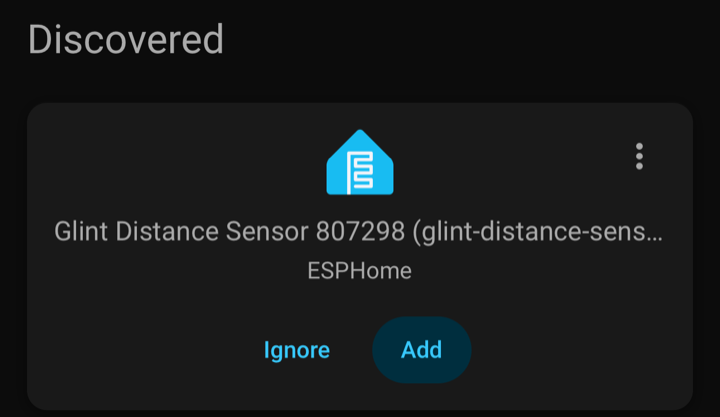 Discovered
Glint Distance Sensor 807298 (glint-distance-sens...
ESPHome
Ignore Add